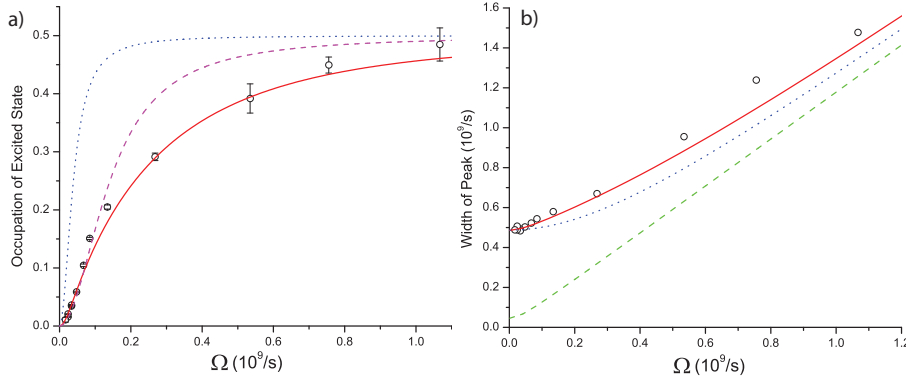 a)
Occupation of Excited State
0.5
0.4
0.3
0.2
0.1
0.0
0.0 0.2 0.4 0.6 0.8 1.0
Ω (10⁹/s)
b)
Width of Peak (10⁹/s)
1.6
1.4
1.2
1.0
0.8
0.6
0.4
0.2
0.0
0.0 0.2 0.4 0.6 0.8 1.0 1.2
Ω (10⁹/s)